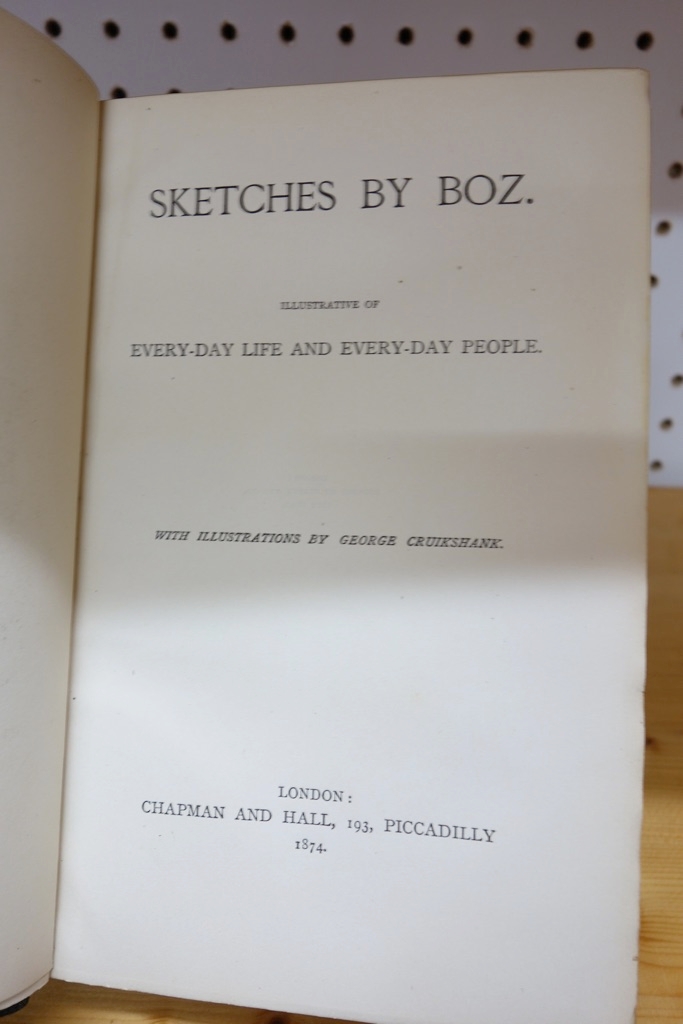 SKETCHES BY BOZ.
ILLUSTRATIVE OF
EVERY-DAY LIFE AND EVERY-DAY PEOPLE.
WITH ILLUSTRATIONS BY GEORGE CRUIKSHANK.
LONDON:
CHAPMAN AND HALL, 193, PICCADILLY
1874.